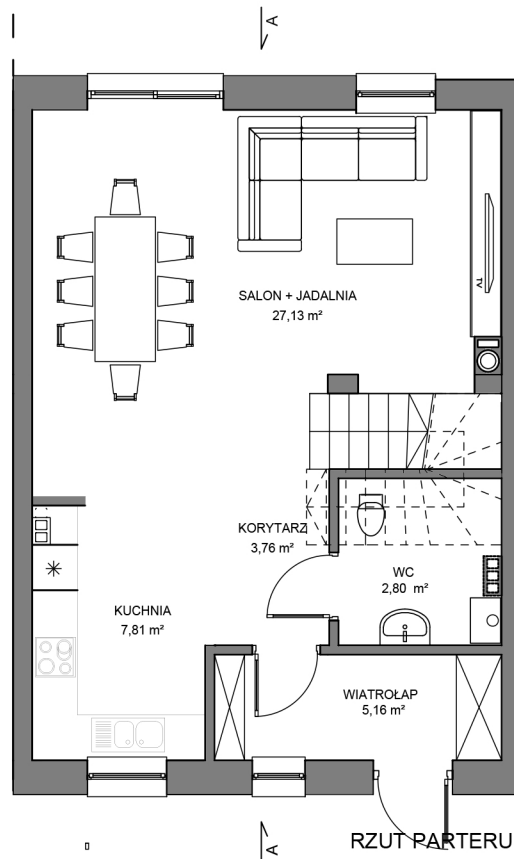 A
SALON + JADALNIA
27,13 m²
TV
KORYTARZ
3,76 m²
WC
2,80 m²
KUCHNIA
7,81 m²
WIATROŁAP
5,16 m²
A
RZUT PARTERU